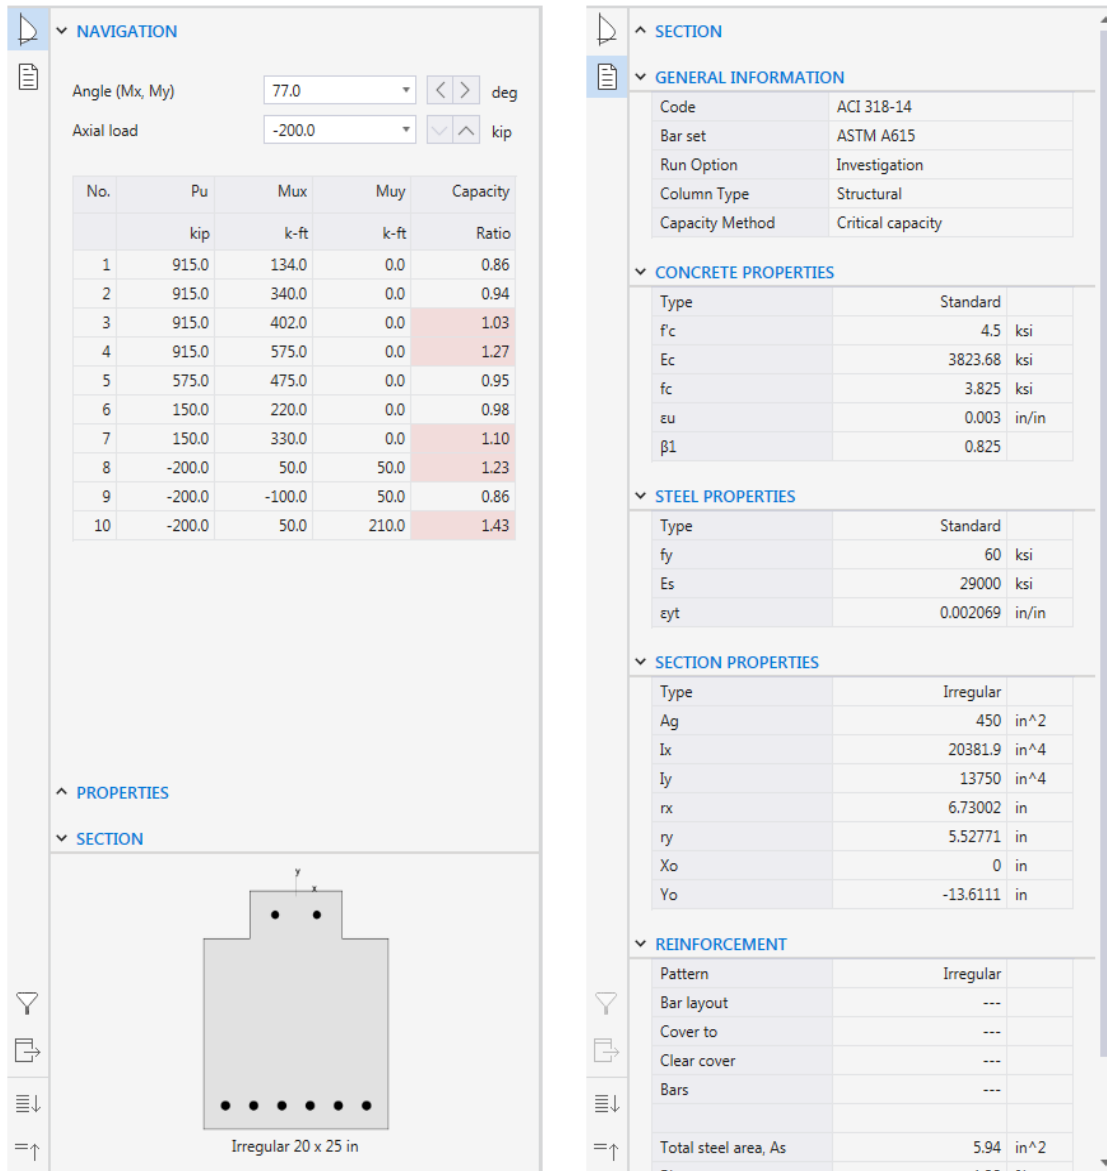 NAVIGATION
Angle (Mx, My) 77.0 deg
Axial load -200.0 kip
No. Pu Mux Muy Capacity
kip k-ft k-ft Ratio
1 915.0 134.0 0.0 0.86
2 915.0 340.0 0.0 0.94
3 915.0 402.0 0.0 1.03
4 915.0 575.0 0.0 1.27
5 575.0 475.0 0.0 0.95
6 150.0 220.0 0.0 0.98
7 150.0 330.0 0.0 1.10
8 -200.0 50.0 50.0 1.23
9 -200.0 -100.0 50.0 0.86
10 -200.0 50.0 210.0 1.43
PROPERTIES
SECTION
y
x
Irregular 20 x 25 in
SECTION
GENERAL INFORMATION
Code ACI 318-14
Bar set ASTM A615
Run Option Investigation
Column Type Structural
Capacity Method Critical capacity
CONCRETE PROPERTIES
Type Standard
f'c 4.5 ksi
Ec 3823.68 ksi
fc 3.825 ksi
εu 0.003 in/in
β1 0.825
STEEL PROPERTIES
Type Standard
fy 60 ksi
Es 29000 ksi
εyt 0.002069 in/in
SECTION PROPERTIES
Type Irregular
Ag 450 in^2
Ix 20381.9 in^4
Iy 13750 in^4
rx 6.73002 in
ry 5.52771 in
Xo 0 in
Yo -13.6111 in
REINFORCEMENT
Pattern Irregular
Bar layout ---
Cover to ---
Clear cover ---
Bars ---
Total steel area, As 5.94 in^2